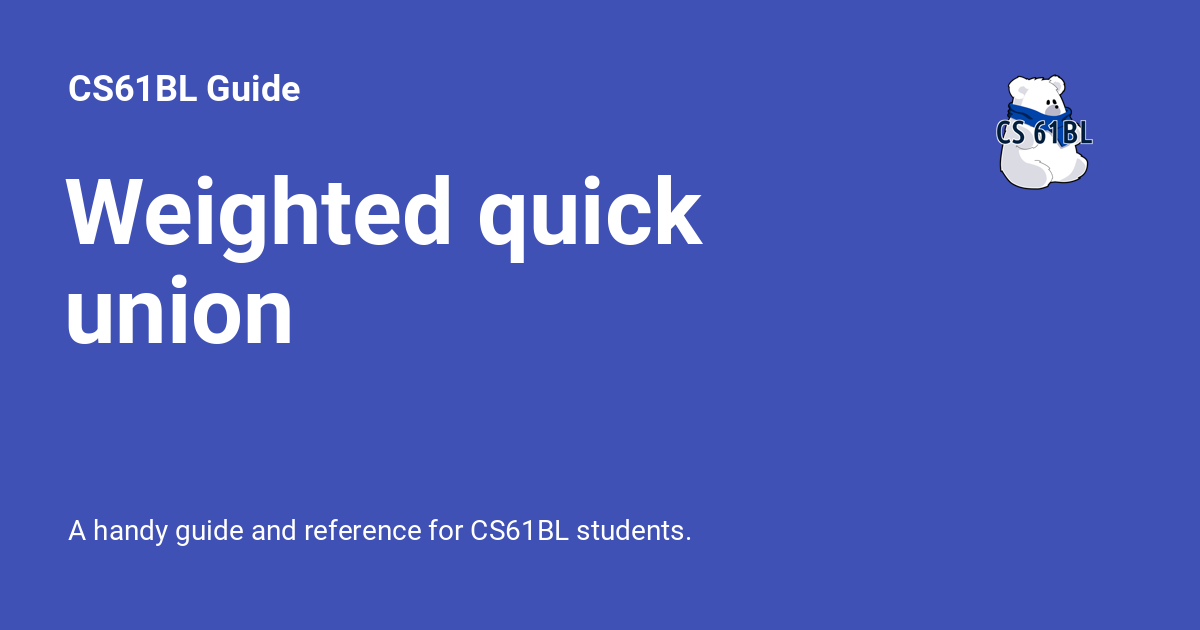 CS61BL Guide
CS 61BL
Weighted quick
union
A handy guide and reference for CS61BL students.